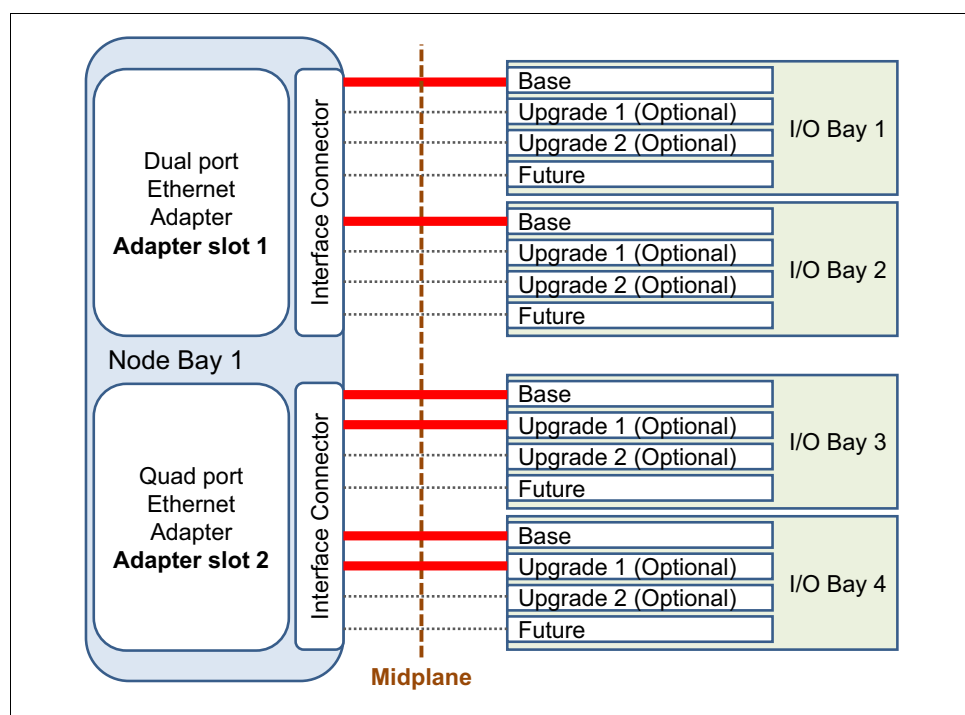 Dual port
Ethernet
Adapter
Adapter slot 1
Interface Connector
Base
Upgrade 1 (Optional)
Upgrade 2 (Optional)
Future
I/O Bay 1
Base
Upgrade 1 (Optional)
Upgrade 2 (Optional)
Future
I/O Bay 2
Node Bay 1
Quad port
Ethernet
Adapter
Adapter slot 2
Interface Connector
Base
Upgrade 1 (Optional)
Upgrade 2 (Optional)
Future
I/O Bay 3
Base
Upgrade 1 (Optional)
Upgrade 2 (Optional)
Future
I/O Bay 4
Midplane